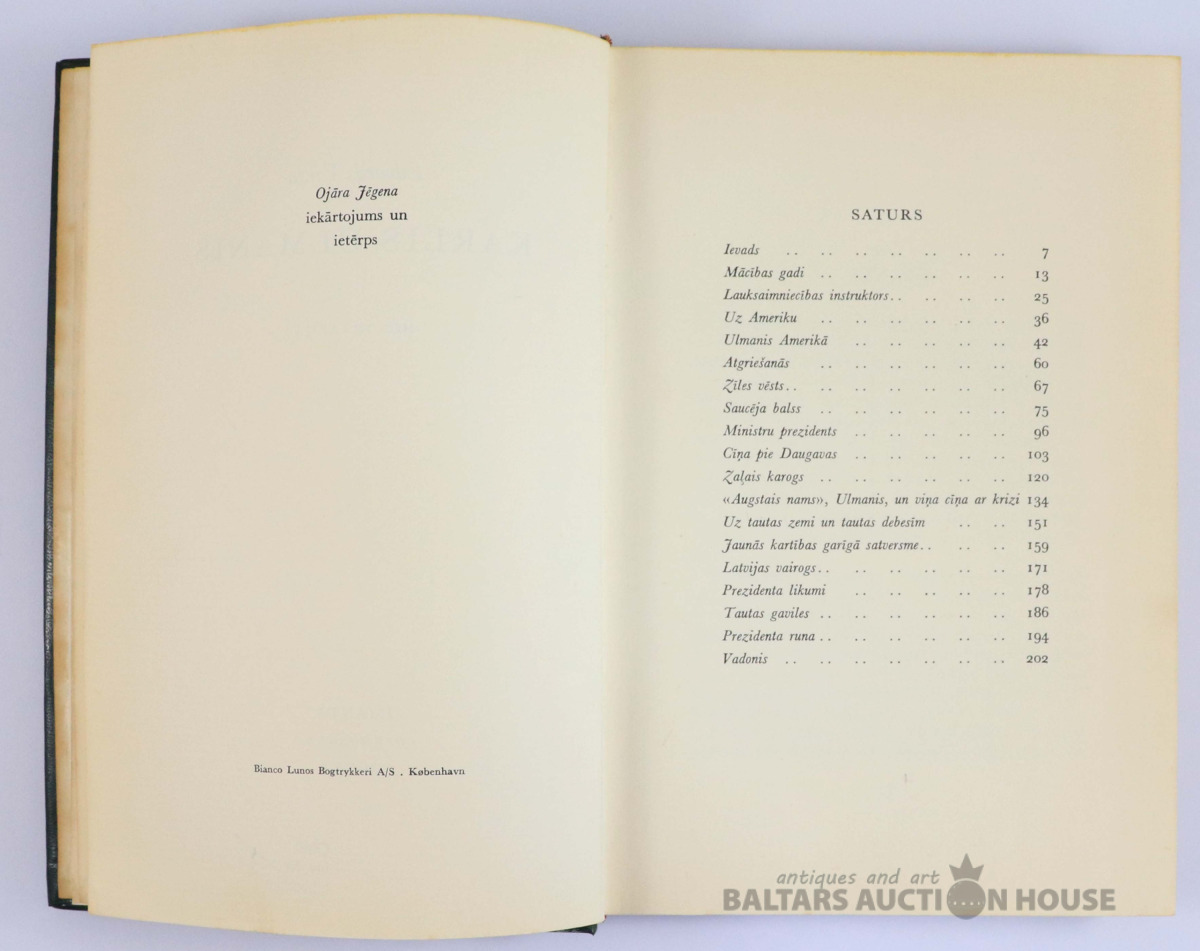 Ojāra Jēgena
iekārtojums un
ietērps
Bianco Lunos Bogtrykkeri A/S . København
SATURS
Ievads .. .. .. .. .. .. .. 7
Mācības gadi .. .. .. .. .. .. 13
Lauksaimniecības instruktors .. .. .. .. 25
Uz Ameriku .. .. .. .. .. .. 36
Ulmanis Amerikā .. .. .. .. .. 42
Atgriešanās .. .. .. .. .. .. 60
Zīles vēsts .. .. .. .. .. .. .. 67
Saucēja balss .. .. .. .. .. .. 75
Ministru prezidents .. .. .. .. .. 96
Cīņa pie Daugavas .. .. .. .. .. 103
Zaļais karogs .. .. .. .. .. .. 120
«Augstais nams», Ulmanis, un viņa cīņa ar krizi 134
Uz tautas zemi un tautas debesīm .. .. 151
Jaunās kartības garīgā satversme .. .. .. 159
Latvijas vairogs .. .. .. .. .. .. 171
Prezidenta likumi .. .. .. .. .. 178
Tautas gaviles .. .. .. .. .. .. 186
Prezidenta runa .. .. .. .. .. .. 194
Vadonis .. .. .. .. .. .. .. 202
antiques and art
BALTARS AUCTION HOUSE